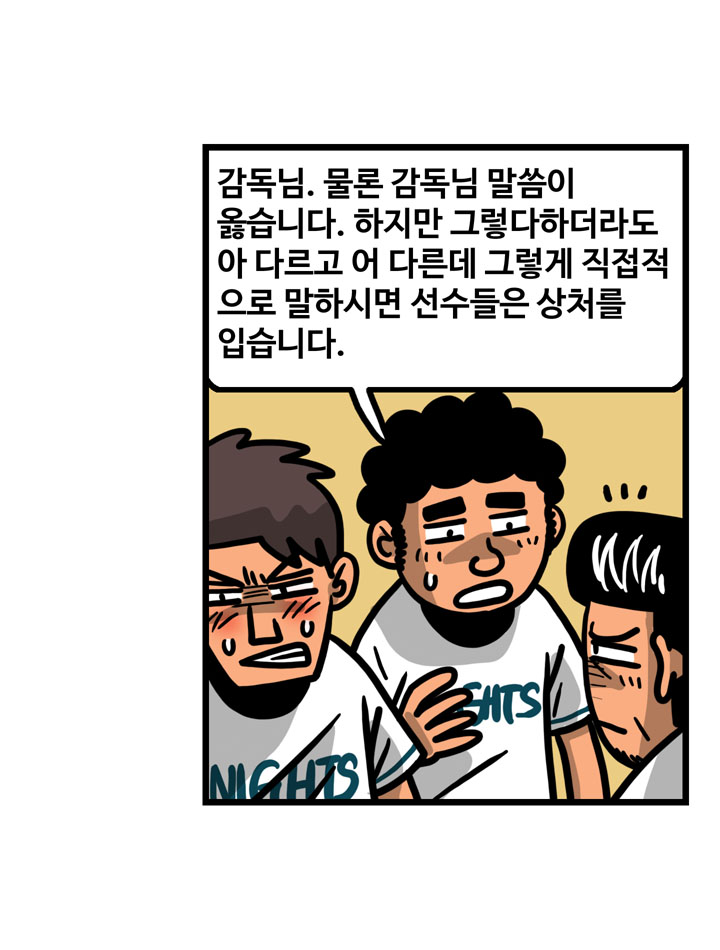 감독님. 물론 감독님 말씀이
옳습니다. 하지만 그렇다하더라도
아 다르고 어 다른데 그렇게 직접적
으로 말하시면 선수들은 상처를
입습니다.
GHTS
NIGHTS